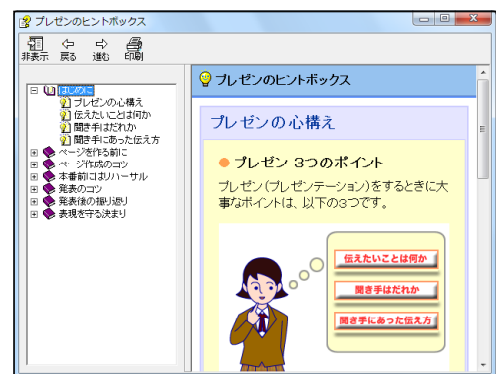 プレゼンのヒントボックス
非表示 戻る 進む 印刷
はじめに
プレゼンの心構え
伝えたいことは何か
聞き手はだれか
聞き手にあった伝え方
ページを作る前に
ページ作成のコツ
本番前にはリハーサル
発表のコツ
発表後の振り返り
表現を守る決まり
プレゼンのヒントボックス
プレゼンの心構え
プレゼン 3つのポイント
プレゼン(プレゼンテーション)をするときに大
事なポイントは、以下の3つです。
伝えたいことは何か
聞き手はだれか
聞き手にあった伝え方